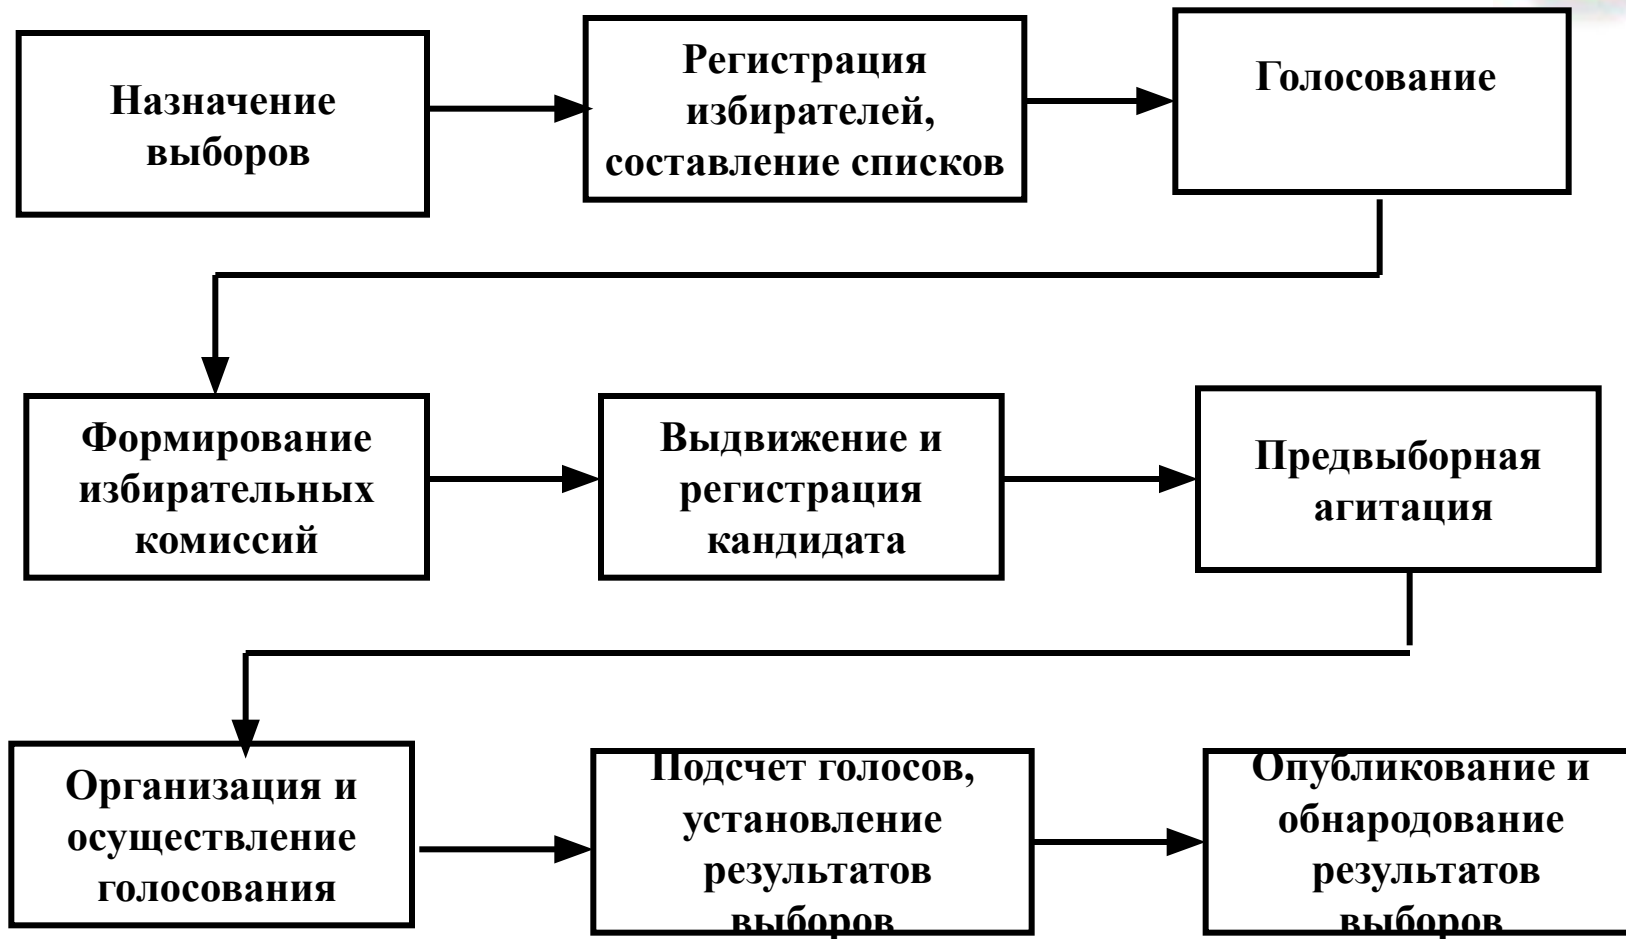 Назначение
выборов
Регистрация
избирателей,
составление списков
Голосование
Формирование
избирательных
комиссий
Выдвижение и
регистрация
кандидата
Предвыборная
агитация
Организация и
осуществление
голосования
Подсчет голосов,
установление
результатов
выборов
Опубликование и
обнародование
результатов
выборов